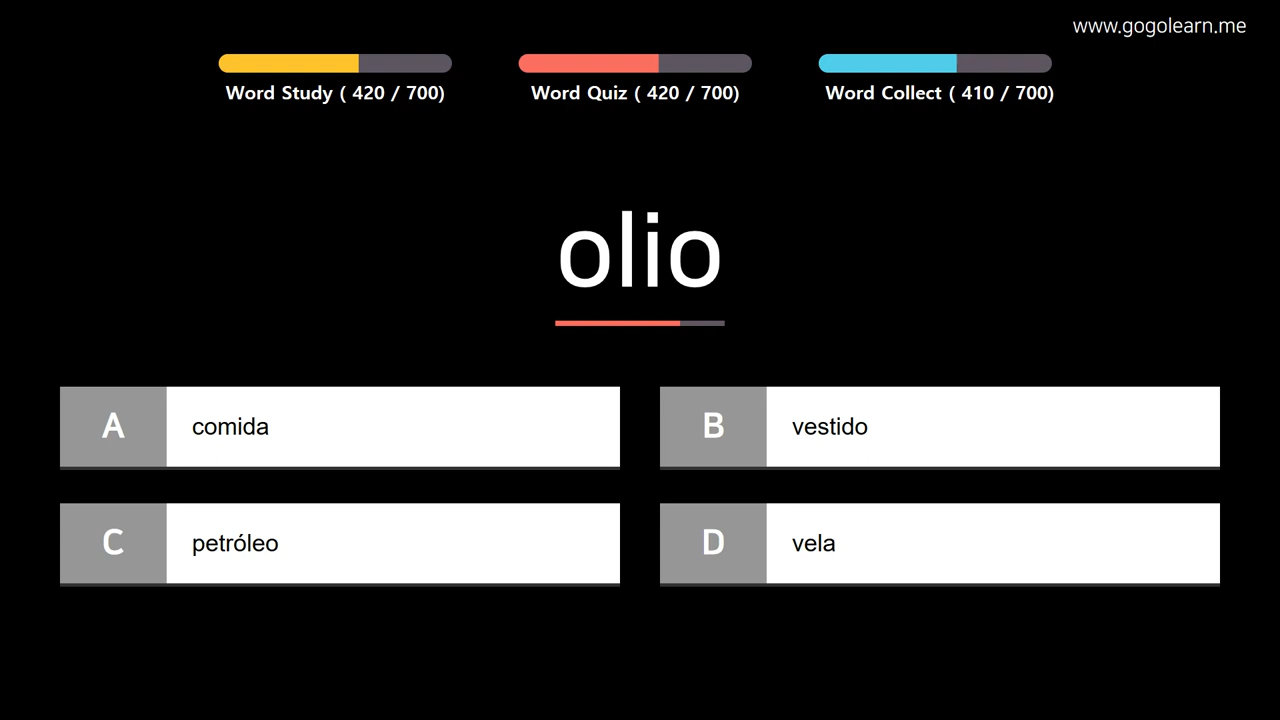 www.gogolearn.me
Word Study ( 420 / 700)
Word Quiz ( 420 / 700)
Word Collect ( 410 / 700)
olio
A comida
B vestido
C petróleo
D vela